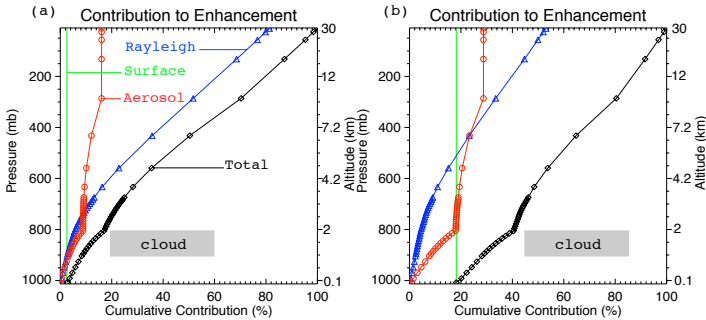 (a) Contribution to Enhancement
Pressure (mb)
200
400
600
800
1000
Rayleigh
Surface
Aerosol
Total
cloud
30
12
7.2
4.2
2
0.1
Altitude (km)
0 20 40 60 80 100
Cumulative Contribution (%)
(b) Contribution to Enhancement
Pressure (mb)
200
400
600
800
1000
cloud
30
12
7.2
4.2
2
0.1
Altitude (km)
0 20 40 60 80 100
Cumulative Contribution (%)